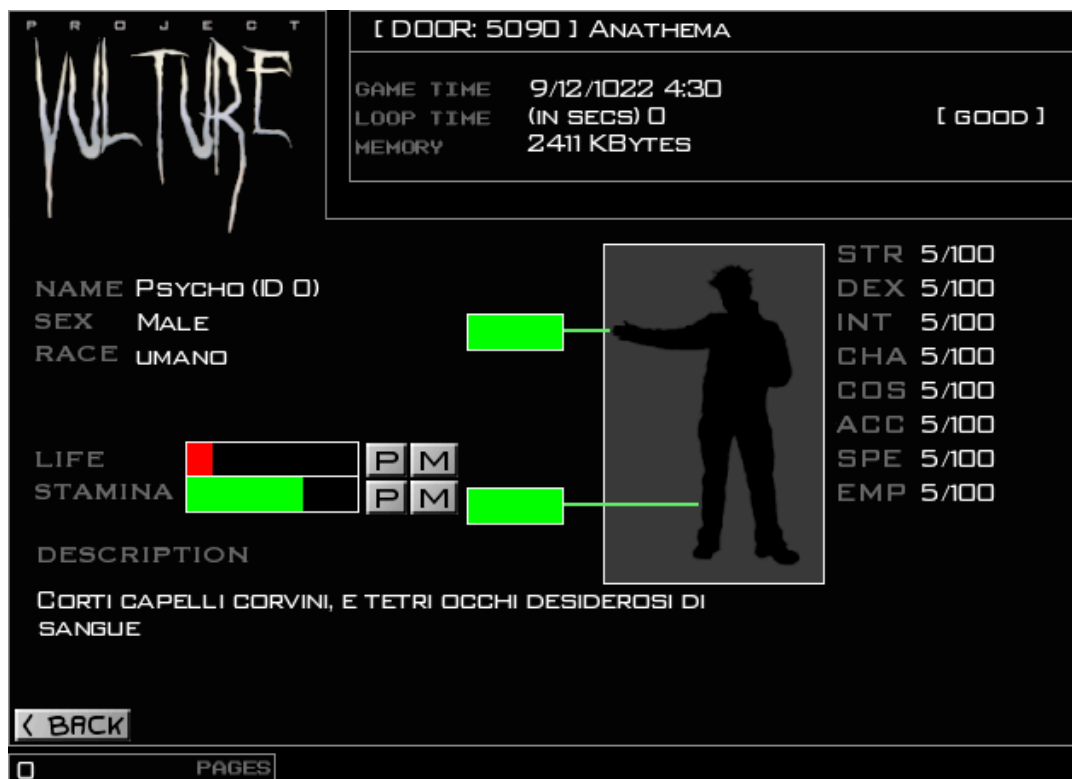 PROJECT
VULTURE
[ DOOR: 5090 ] ANATHEMA
GAME TIME 9/12/1022 4:30
LOOP TIME (IN SECS) 0 [ GOOD ]
MEMORY 2411 KBYTES
NAME PSYCHO (ID 0)
SEX MALE
RACE UMANO
STR 5/100
DEX 5/100
INT 5/100
CHA 5/100
COS 5/100
ACC 5/100
SPE 5/100
EMP 5/100
LIFE P M
STAMINA P M
DESCRIPTION
CORTI CAPELLI CORVINI, E TETRI OCCHI DESIDEROSI DI
SANGUE
< BACK
0 PAGES